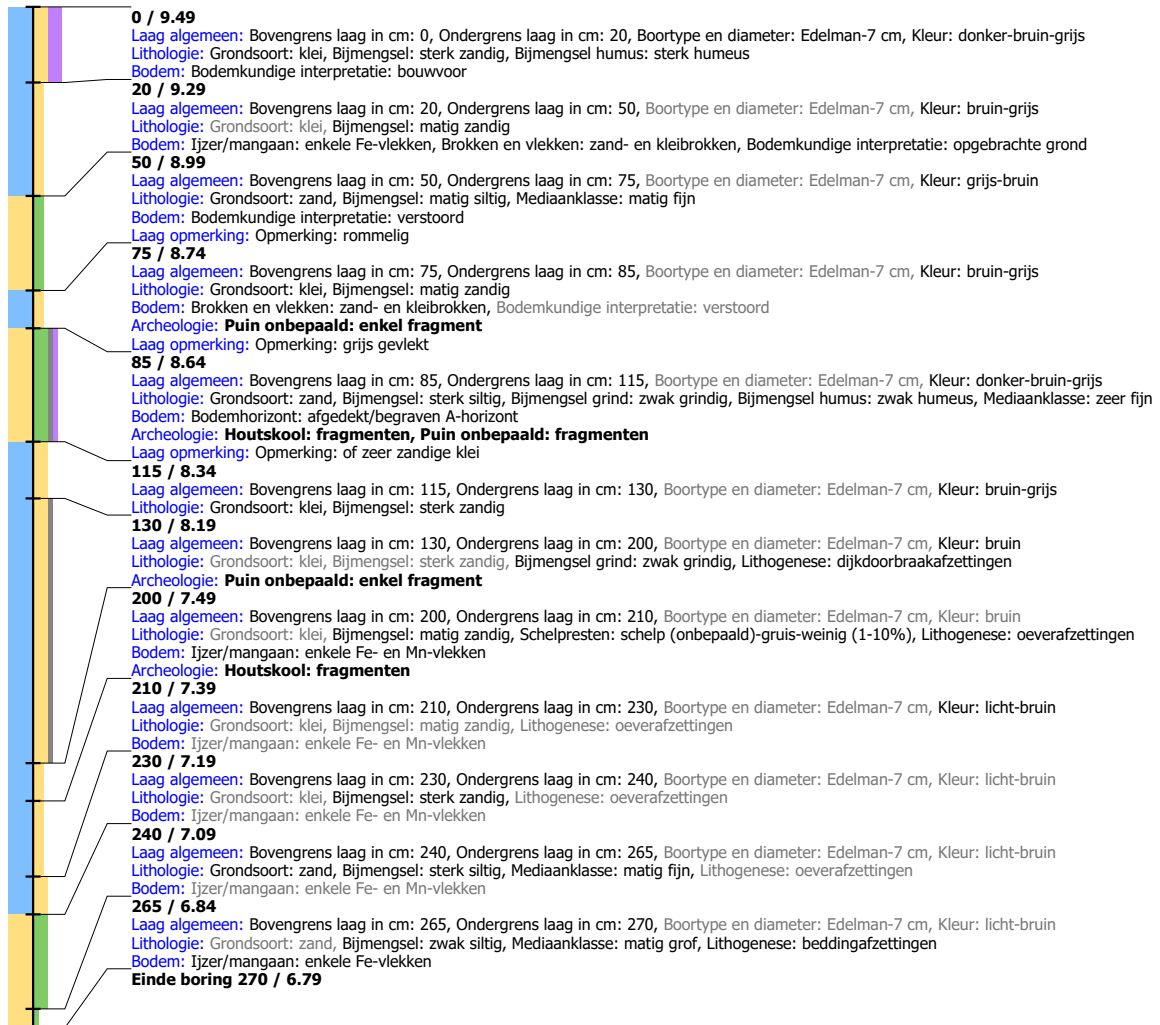 0 / 9.49
Laag algemeen: Bovengrens laag in cm: 0, Ondergrens laag in cm: 20, Boortype en diameter: Edelman-7 cm, Kleur: donker-bruin-grijs
Lithologie: Grondsoort: klei, Bijmengsel: sterk zandig, Bijmengsel humus: sterk humeus
Bodem: Bodemkundige interpretatie: bouwvoor
20 / 9.29
Laag algemeen: Bovengrens laag in cm: 20, Ondergrens laag in cm: 50, Boortype en diameter: Edelman-7 cm, Kleur: bruin-grijs
Lithologie: Grondsoort: klei, Bijmengsel: matig zandig
Bodem: Ijzer/mangaan: enkele Fe-vlekken, Brokken en vlekken: zand- en kleibrokken, Bodemkundige interpretatie: opgebrachte grond
50 / 8.99
Laag algemeen: Bovengrens laag in cm: 50, Ondergrens laag in cm: 75, Boortype en diameter: Edelman-7 cm, Kleur: grijs-bruin
Lithologie: Grondsoort: zand, Bijmengsel: matig siltig, Mediaanklasse: matig fijn
Bodem: Bodemkundige interpretatie: verstoord
Laag opmerking: Opmerking: rommelig
75 / 8.74
Laag algemeen: Bovengrens laag in cm: 75, Ondergrens laag in cm: 85, Boortype en diameter: Edelman-7 cm, Kleur: bruin-grijs
Lithologie: Grondsoort: klei, Bijmengsel: matig zandig
Bodem: Brokken en vlekken: zand- en kleibrokken, Bodemkundige interpretatie: verstoord
Archeologie: Puin onbepaald: enkel fragment
Laag opmerking: Opmerking: grijs gevlekt
85 / 8.64
Laag algemeen: Bovengrens laag in cm: 85, Ondergrens laag in cm: 115, Boortype en diameter: Edelman-7 cm, Kleur: donker-bruin-grijs
Lithologie: Grondsoort: zand, Bijmengsel: sterk siltig, Bijmengsel grind: zwak grindig, Bijmengsel humus: zwak humeus, Mediaanklasse: zeer fijn
Bodem: Bodemhorizont: afgedekt/begraven A-horizont
Archeologie: Houtskool: fragmenten, Puin onbepaald: fragmenten
Laag opmerking: Opmerking: of zeer zandige klei
115 / 8.34
Laag algemeen: Bovengrens laag in cm: 115, Ondergrens laag in cm: 130, Boortype en diameter: Edelman-7 cm, Kleur: bruin-grijs
Lithologie: Grondsoort: klei, Bijmengsel: sterk zandig
130 / 8.19
Laag algemeen: Bovengrens laag in cm: 130, Ondergrens laag in cm: 200, Boortype en diameter: Edelman-7 cm, Kleur: bruin
Lithologie: Grondsoort: klei, Bijmengsel: sterk zandig, Bijmengsel grind: zwak grindig, Lithogenese: dijkdoorbraakafzettingen
Archeologie: Puin onbepaald: enkel fragment
200 / 7.49
Laag algemeen: Bovengrens laag in cm: 200, Ondergrens laag in cm: 210, Boortype en diameter: Edelman-7 cm, Kleur: bruin
Lithologie: Grondsoort: klei, Bijmengsel: matig zandig, Schelpresten: schelp (onbepaald)-gruis-weinig (1-10%), Lithogenese: oeverafzettingen
Bodem: Ijzer/mangaan: enkele Fe- en Mn-vlekken
Archeologie: Houtskool: fragmenten
210 / 7.39
Laag algemeen: Bovengrens laag in cm: 210, Ondergrens laag in cm: 230, Boortype en diameter: Edelman-7 cm, Kleur: licht-bruin
Lithologie: Grondsoort: klei, Bijmengsel: matig zandig, Lithogenese: oeverafzettingen
Bodem: Ijzer/mangaan: enkele Fe- en Mn-vlekken
230 / 7.19
Laag algemeen: Bovengrens laag in cm: 230, Ondergrens laag in cm: 240, Boortype en diameter: Edelman-7 cm, Kleur: licht-bruin
Lithologie: Grondsoort: klei, Bijmengsel: sterk zandig, Lithogenese: oeverafzettingen
Bodem: Ijzer/mangaan: enkele Fe- en Mn-vlekken
240 / 7.09
Laag algemeen: Bovengrens laag in cm: 240, Ondergrens laag in cm: 265, Boortype en diameter: Edelman-7 cm, Kleur: licht-bruin
Lithologie: Grondsoort: zand, Bijmengsel: sterk siltig, Mediaanklasse: matig fijn, Lithogenese: oeverafzettingen
Bodem: Ijzer/mangaan: enkele Fe- en Mn-vlekken
265 / 6.84
Laag algemeen: Bovengrens laag in cm: 265, Ondergrens laag in cm: 270, Boortype en diameter: Edelman-7 cm, Kleur: licht-bruin
Lithologie: Grondsoort: zand, Bijmengsel: zwak siltig, Mediaanklasse: matig grof, Lithogenese: beddingafzettingen
Bodem: Ijzer/mangaan: enkele Fe-vlekken
Einde boring 270 / 6.79